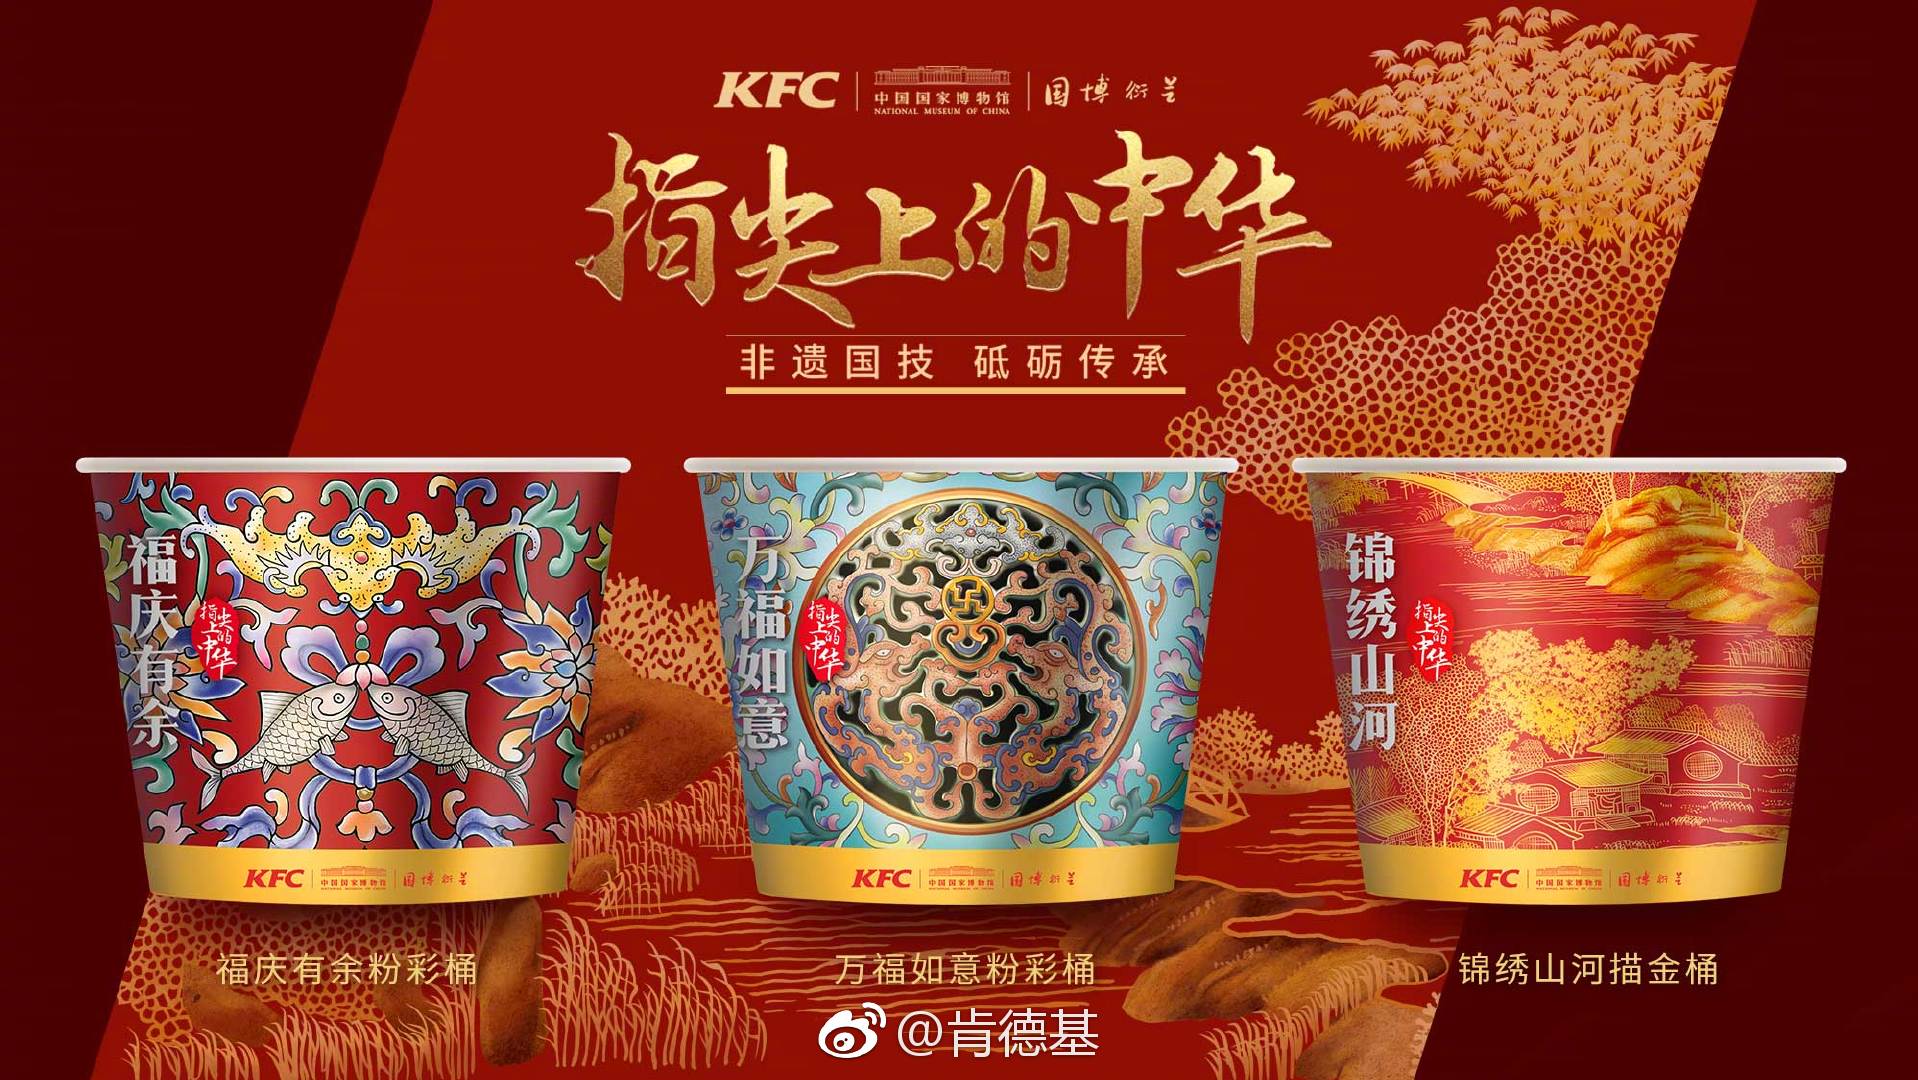 KFC 中国国家博物馆 国博衍艺
NATIONAL MUSEUM OF CHINA
指尖上的中华
非遗国技 砥砺传承
福庆有余
指尖上的中华
万福如意
指尖上的中华
锦绣山河
指尖上的中华
KFC 中国国家博物馆 国博衍艺
KFC 中国国家博物馆 国博衍艺
KFC 中国国家博物馆 国博衍艺
福庆有余粉彩桶
万福如意粉彩桶
锦绣山河描金桶
@肯德基